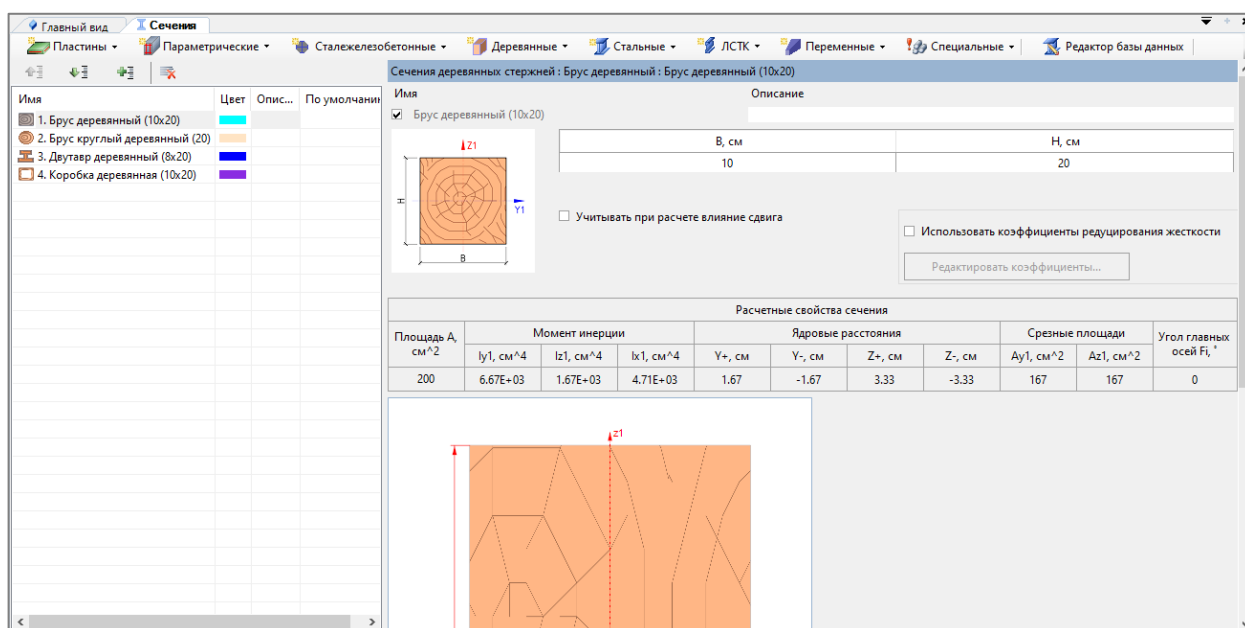 Главный вид Сечения
Пластины Параметрические Сталежелезобетонные Деревянные Стальные ЛСТК Переменные Специальные Редактор базы данных
Сечения деревянных стержней : Брус деревянный : Брус деревянный (10x20)
Имя Цвет Опис... По умолчани
1. Брус деревянный (10x20)
2. Брус круглый деревянный (20)
3. Двутавр деревянный (8x20)
4. Коробка деревянная (10x20)
Имя Описание
Брус деревянный (10x20)
Z1
H
Y1
B
B, см H, см
10 20
Учитывать при расчете влияние сдвига
Использовать коэффициенты редуцирования жесткости
Редактировать коэффициенты...
Расчетные свойства сечения
Площадь A, см^2 Момент инерции Ядровые расстояния Срезные площади Угол главных осей Fi, °
Iy1, см^4 Iz1, см^4 Ix1, см^4 Y+, см Y-, см Z+, см Z-, см Ay1, см^2 Az1, см^2
200 6.67E+03 1.67E+03 4.71E+03 1.67 -1.67 3.33 -3.33 167 167 0
z1